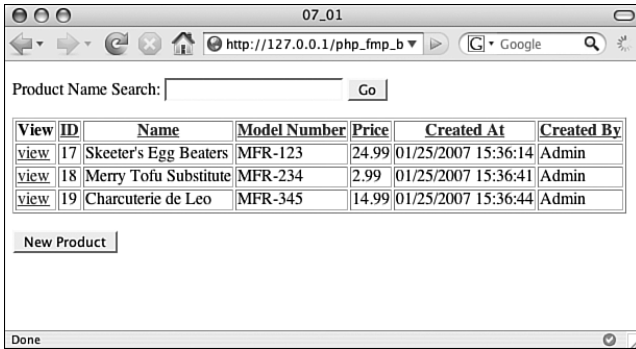 07_01
http://127.0.0.1/php_fmp_b G Google
Product Name Search: Go
View ID Name Model Number Price Created At Created By
view 17 Skeeter's Egg Beaters MFR-123 24.99 01/25/2007 15:36:14 Admin
view 18 Merry Tofu Substitute MFR-234 2.99 01/25/2007 15:36:41 Admin
view 19 Charcuterie de Leo MFR-345 14.99 01/25/2007 15:36:44 Admin
New Product
Done